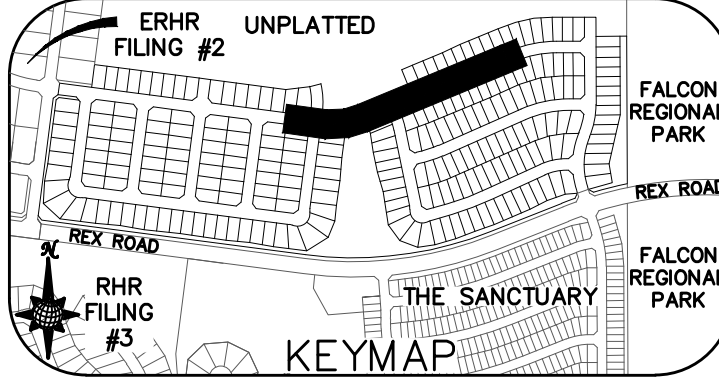 ERHR
FILING #2
UNPLATTED
FALCON
REGIONAL
PARK
REX ROAD
REX ROAD
N
RHR
FILING
#3
THE SANCTUARY
FALCON
REGIONAL
PARK
KEYMAP